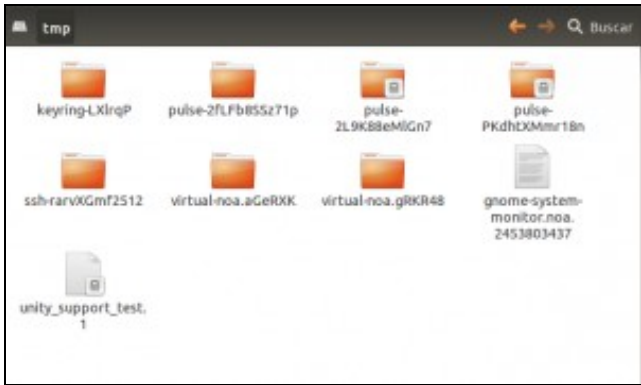 tmp
Buscar
keyring-LXlrqP
pulse-2fLFb8SSz71p
pulse-
2L9K88eMlGn7
pulse-
PKdhtXMmr18n
ssh-rarvXGmf2512
virtual-noa.aGeRXK
virtual-noa.gRKR48
gnome-system-
monitor.noa.
2453803437
unity_support_test.
1